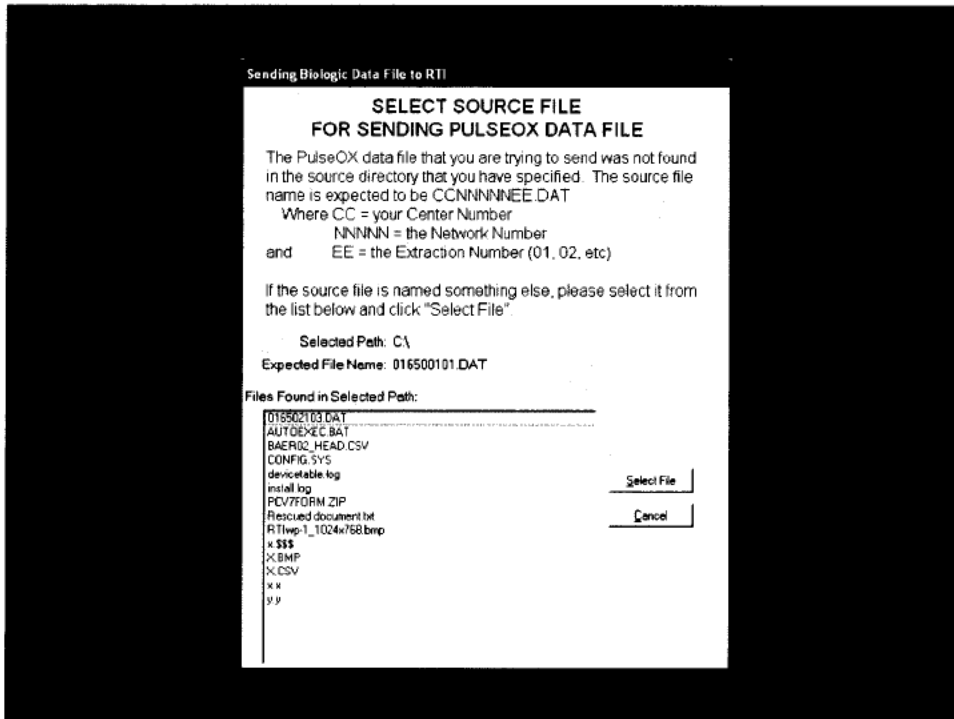 Sending Biologic Data File to RTI
SELECT SOURCE FILE
FOR SENDING PULSEOX DATA FILE
The PulseOX data file that you are trying to send was not found
in the source directory that you have specified. The source file
name is expected to be CCNNNNNEE.DAT
Where CC = your Center Number
NNNNN = the Network Number
and EE = the Extraction Number (01, 02, etc)
If the source file is named something else, please select it from
the list below and click "Select File".
Selected Path: C:\
Expected File Name: 016500101.DAT
Files Found in Selected Path:
016502103.DAT
AUTOEXEC.BAT
BAER02_HEAD.CSV
CONFIG.SYS
devicetable.log
install.log
Select File
PCV7FORM.ZIP
Rescued document.txt
Cancel
RTIwp-1_1024x768.bmp
x.$$$
X.BMP
X.CSV
x.x
y.y